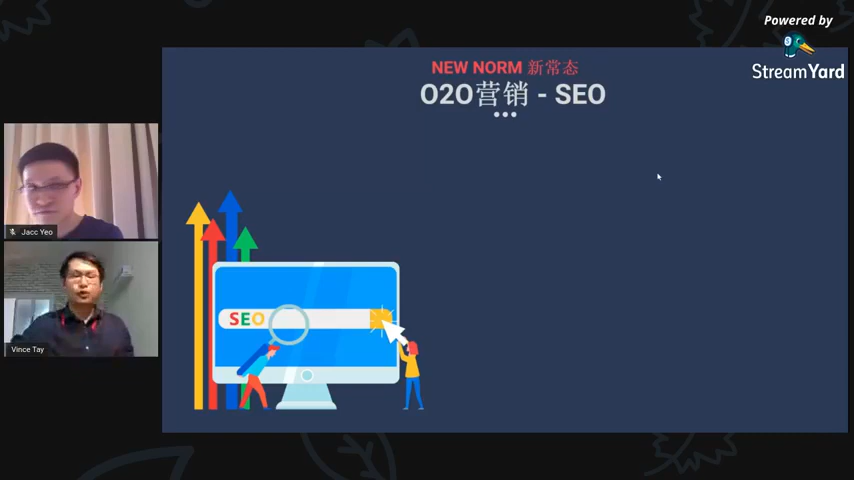 Powered by
StreamYard
NEW NORM 新常态
O2O营销 - SEO
SEO
Jacc Yeo
Vince Tay